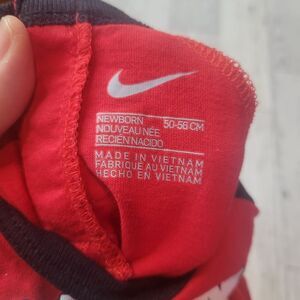 NEWBORN 50-56 CM
NOUVEAU NÉE
RECIÉN NACIDO
MADE IN VIETNAM
FABRIQUÉ AU VIETNAM
HECHO EN VIETNAM